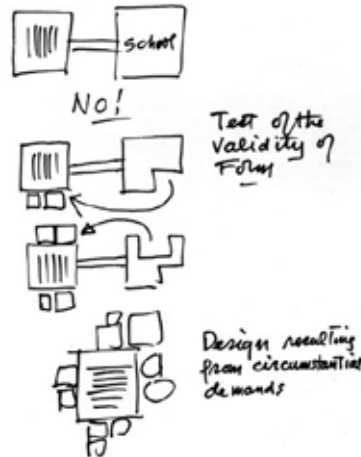 School
NO!
Test of the
Validity of
Form
Design resulting
from circumstantial
demands